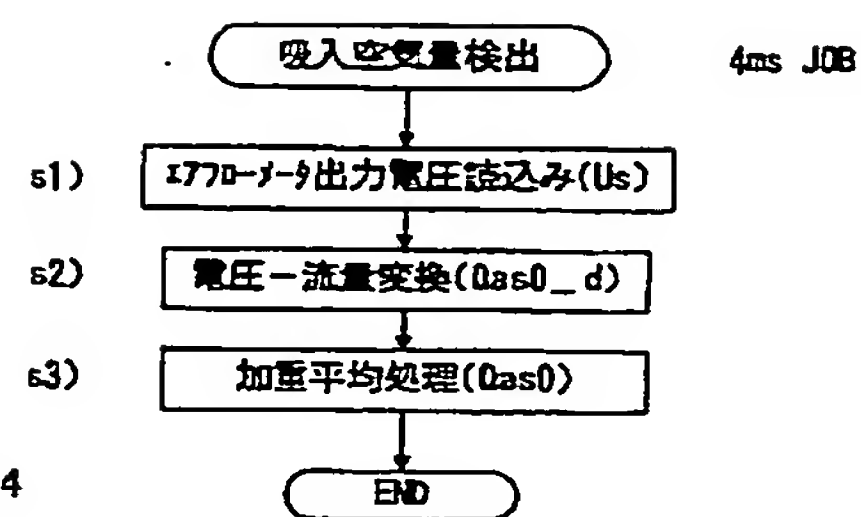 吸入空気量検出
4ms JOB
s1) ｴｱﾌﾛｰﾒｰﾀ出力電圧読込み(Us)
s2) 電圧－流量変換(Qas0_d)
s3) 加重平均処理(Qas0)
4
END